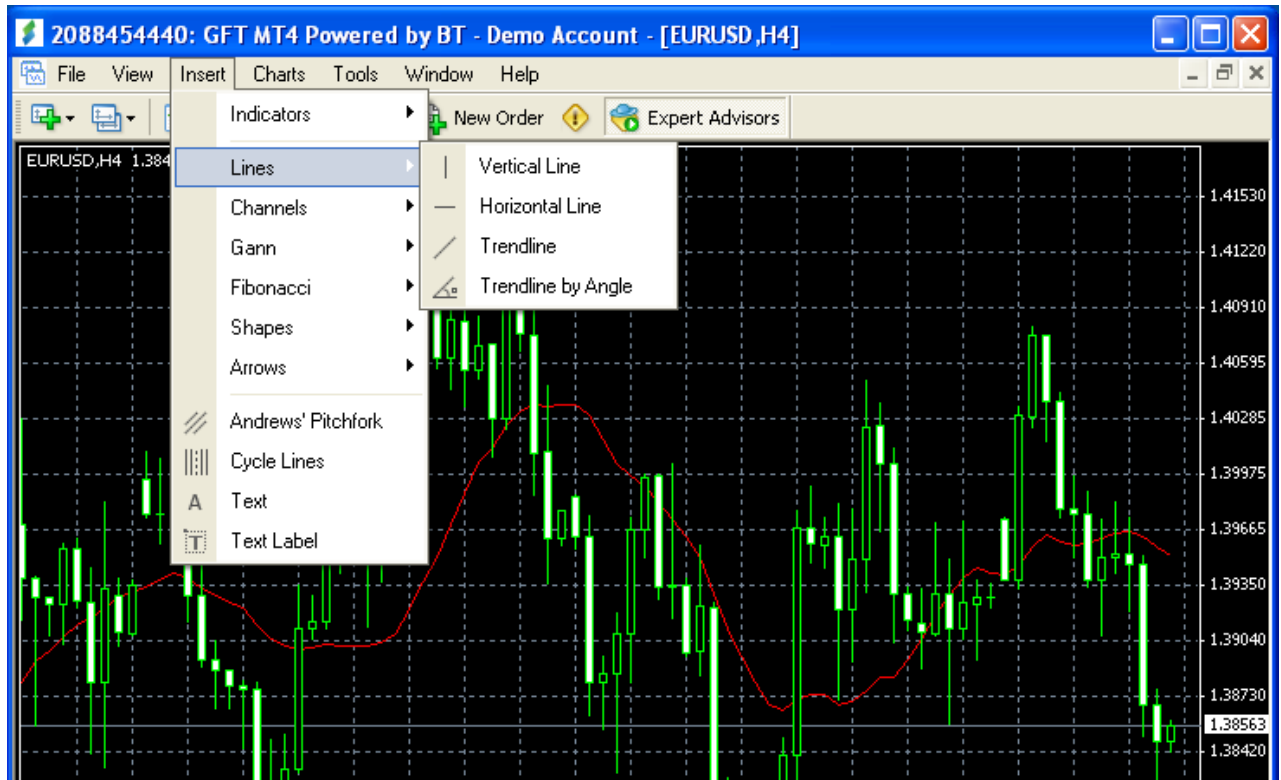 2088454440: GFT MT4 Powered by BT - Demo Account - [EURUSD,H4]
File View Insert Charts Tools Window Help
New Order Expert Advisors
Indicators
Lines
Channels
Gann
Fibonacci
Shapes
Arrows
Andrews' Pitchfork
Cycle Lines
A Text
T Text Label
Vertical Line
Horizontal Line
Trendline
Trendline by Angle
EURUSD,H4 1.384
1.41530
1.41220
1.40910
1.40595
1.40285
1.39975
1.39665
1.39350
1.39040
1.38730
1.38563
1.38420